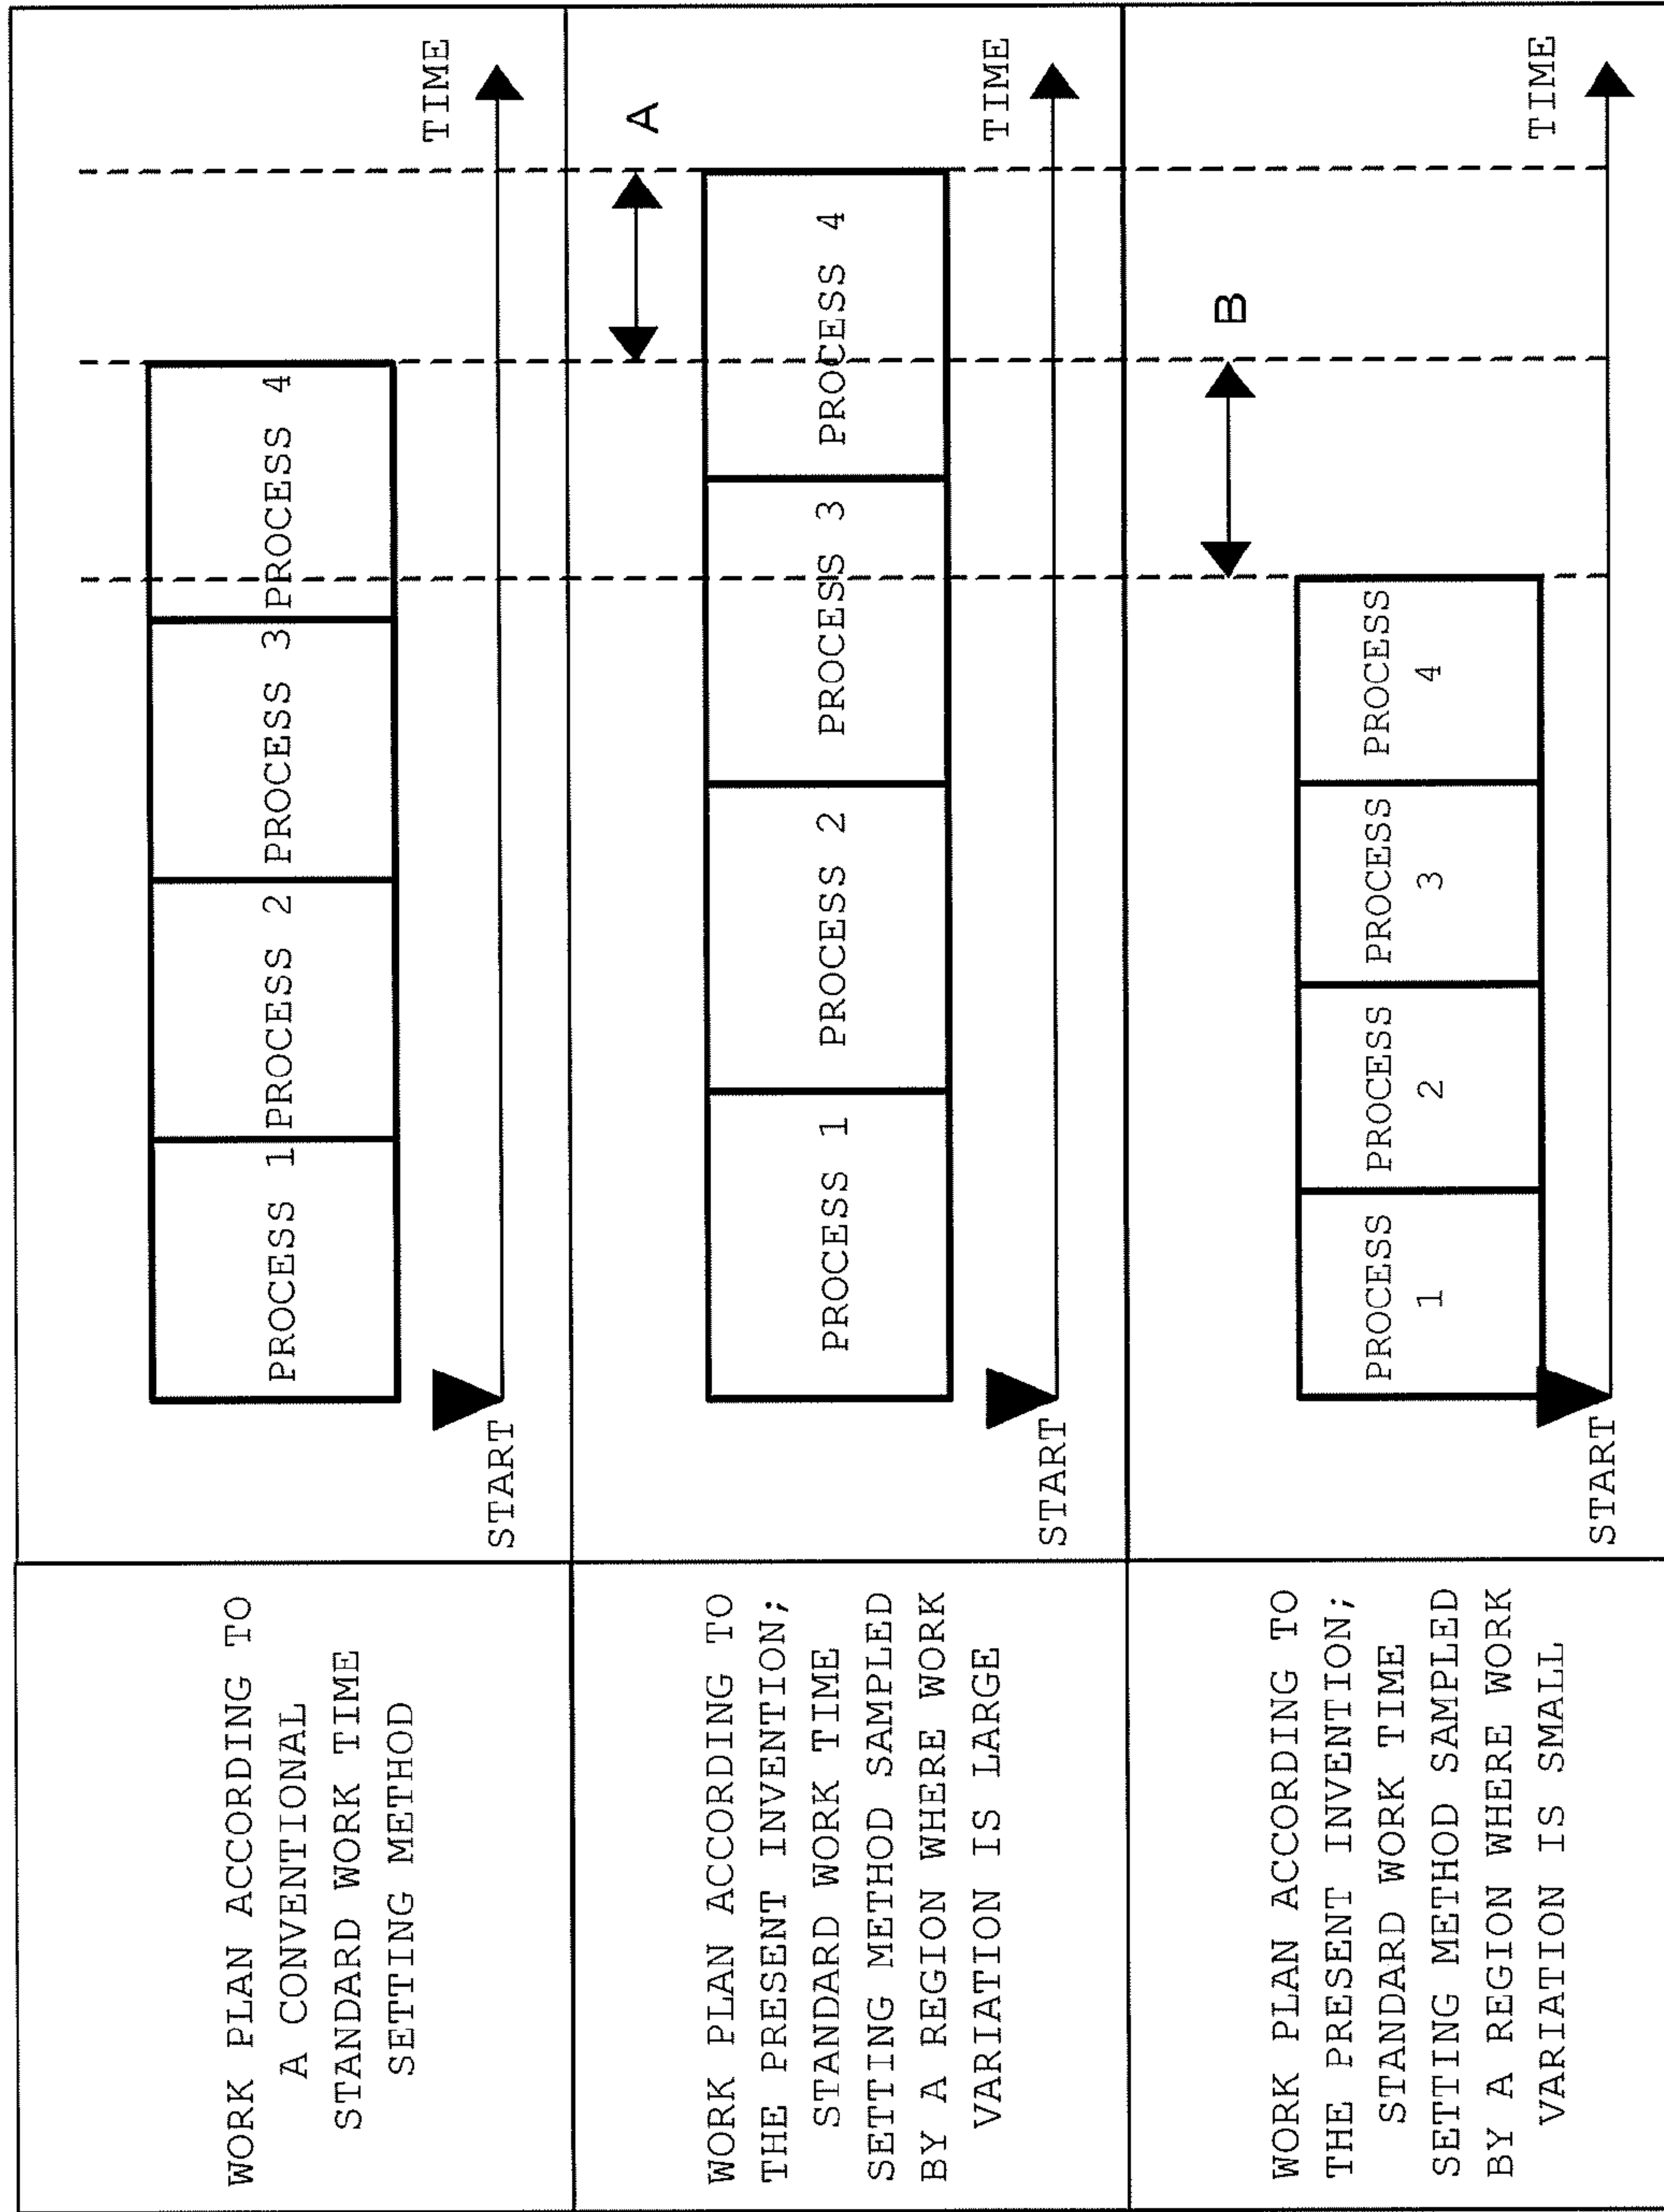 WORK PLAN ACCORDING TO
A CONVENTIONAL
STANDARD WORK TIME
SETTING METHOD
PROCESS 1
PROCESS 2
PROCESS 3
PROCESS 4
START
TIME
WORK PLAN ACCORDING TO
THE PRESENT INVENTION;
STANDARD WORK TIME
SETTING METHOD SAMPLED
BY A REGION WHERE WORK
VARIATION IS LARGE
A
PROCESS 1
PROCESS 2
PROCESS 3
PROCESS 4
START
TIME
WORK PLAN ACCORDING TO
THE PRESENT INVENTION;
STANDARD WORK TIME
SETTING METHOD SAMPLED
BY A REGION WHERE WORK
VARIATION IS SMALL
B
PROCESS
1
PROCESS
2
PROCESS
3
PROCESS
4
START
TIME